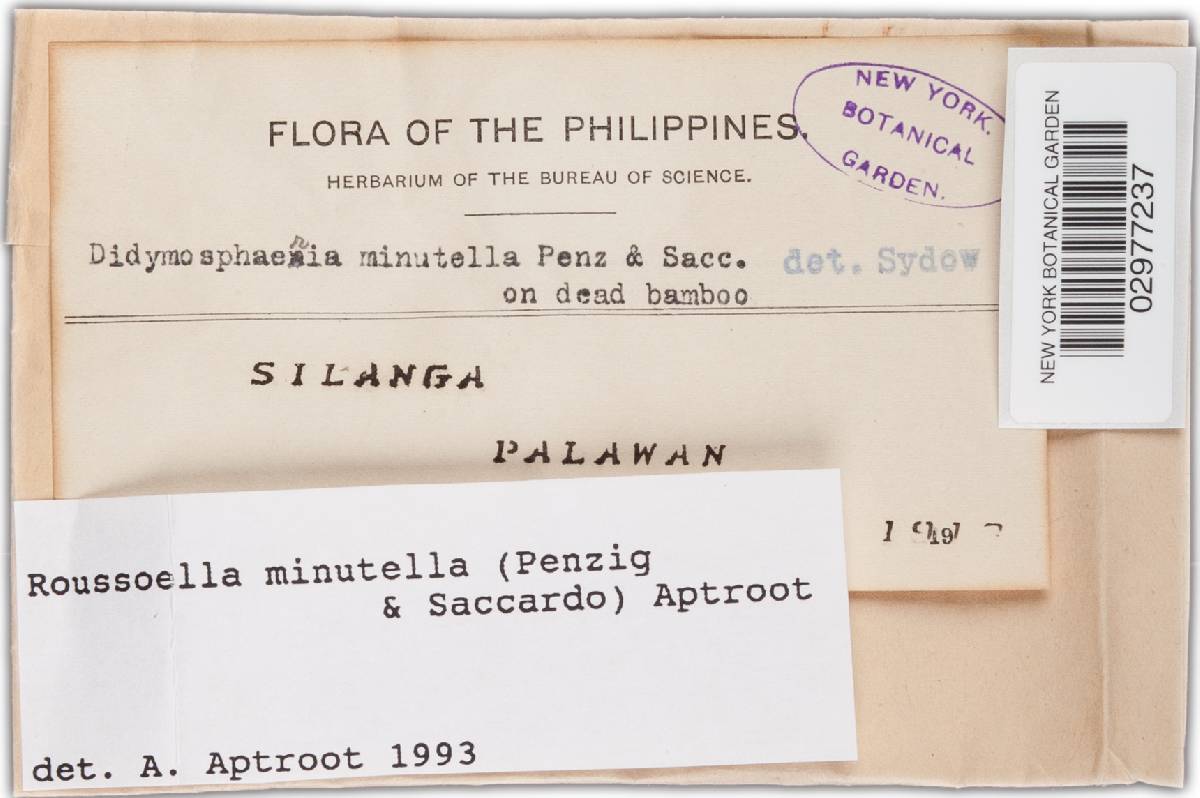 FLORA OF THE PHILIPPINES.
HERBARIUM OF THE BUREAU OF SCIENCE.
NEW YORK.
BOTANICAL
GARDEN.
Didymosphaeria minutella Penz & Sacc. det. Sydow
on dead bamboo
SILANGA
PALAWAN
Roussoella minutella (Penzig
& Saccardo) Aptroot
det. A. Aptroot 1993
NEW YORK BOTANICAL GARDEN
02977237